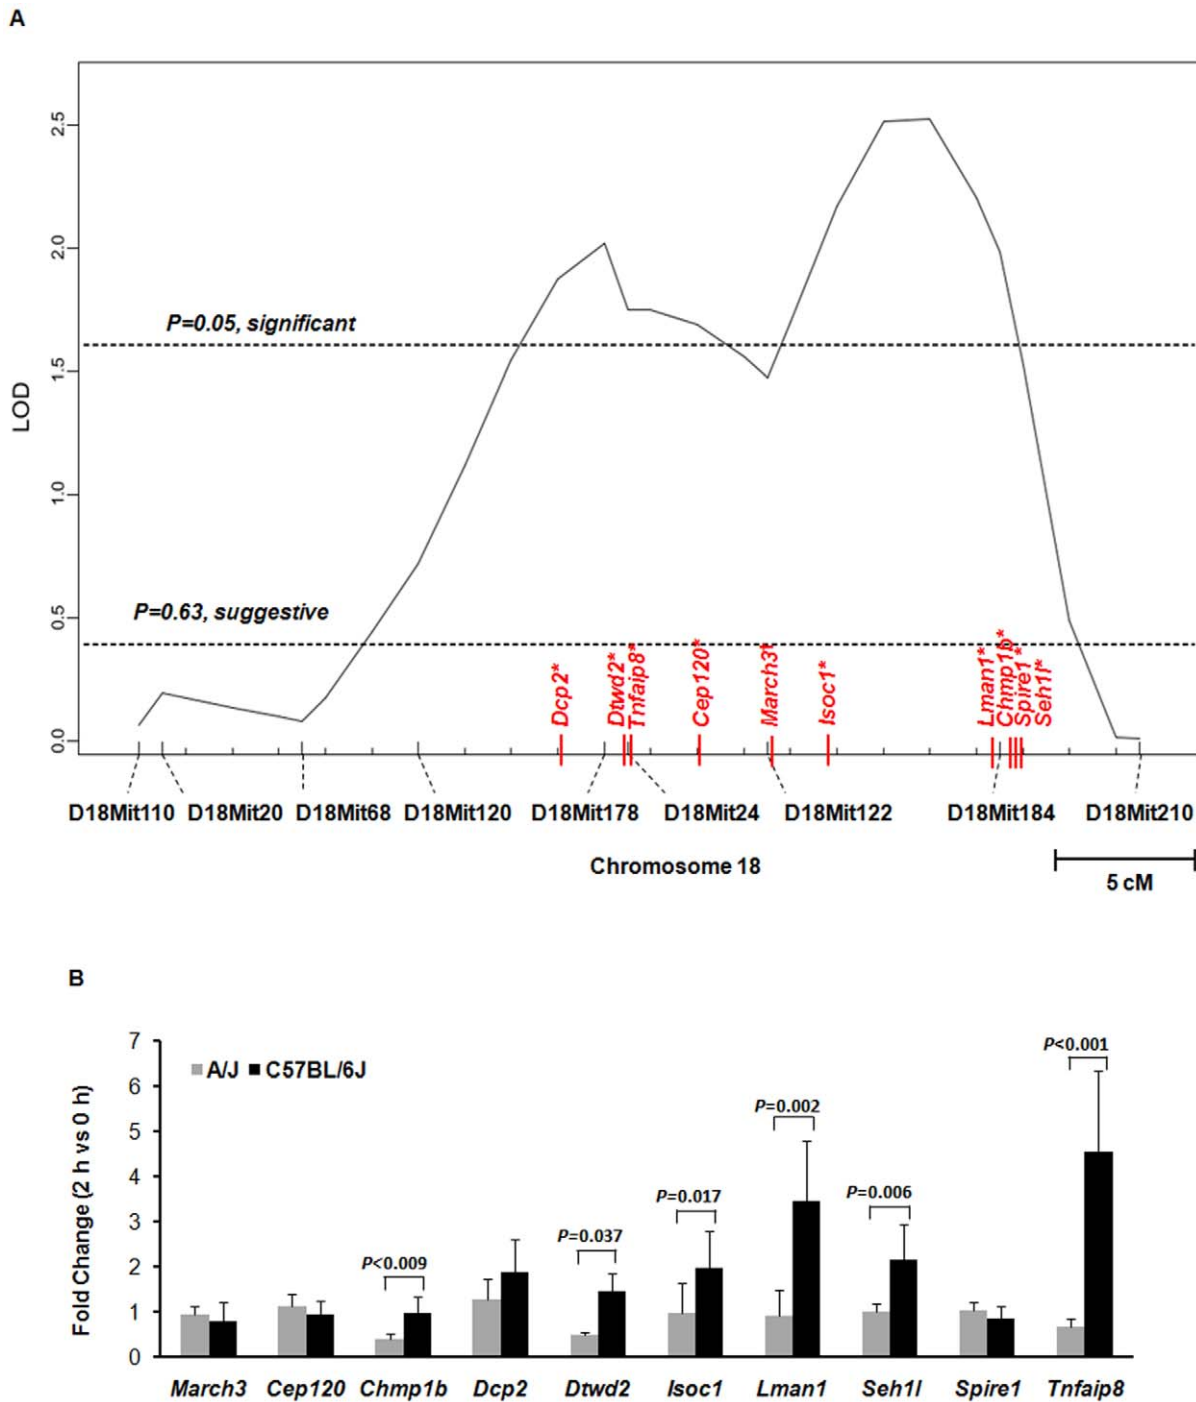 A
2.5
2.0
P=0.05, significant
1.5
LOD
1.0
P=0.63, suggestive
0.5
0.0
Dcp2*
Dtwd2*
Tnfaip8*
Cep120*
March3*
Isoc1*
Lman1*
Chmp1b*
Spire1*
Seh1l*
D18Mit110 D18Mit20 D18Mit68 D18Mit120 D18Mit178 D18Mit24 D18Mit122 D18Mit184 D18Mit210
Chromosome 18
5 cM
B
Fold Change (2 h vs 0 h)
7
6
5
4
3
2
1
0
A/J C57BL/6J
P<0.009
P=0.037
P=0.017
P=0.002
P=0.006
P<0.001
March3 Cep120 Chmp1b Dcp2 Dtwd2 Isoc1 Lman1 Seh1l Spire1 Tnfaip8